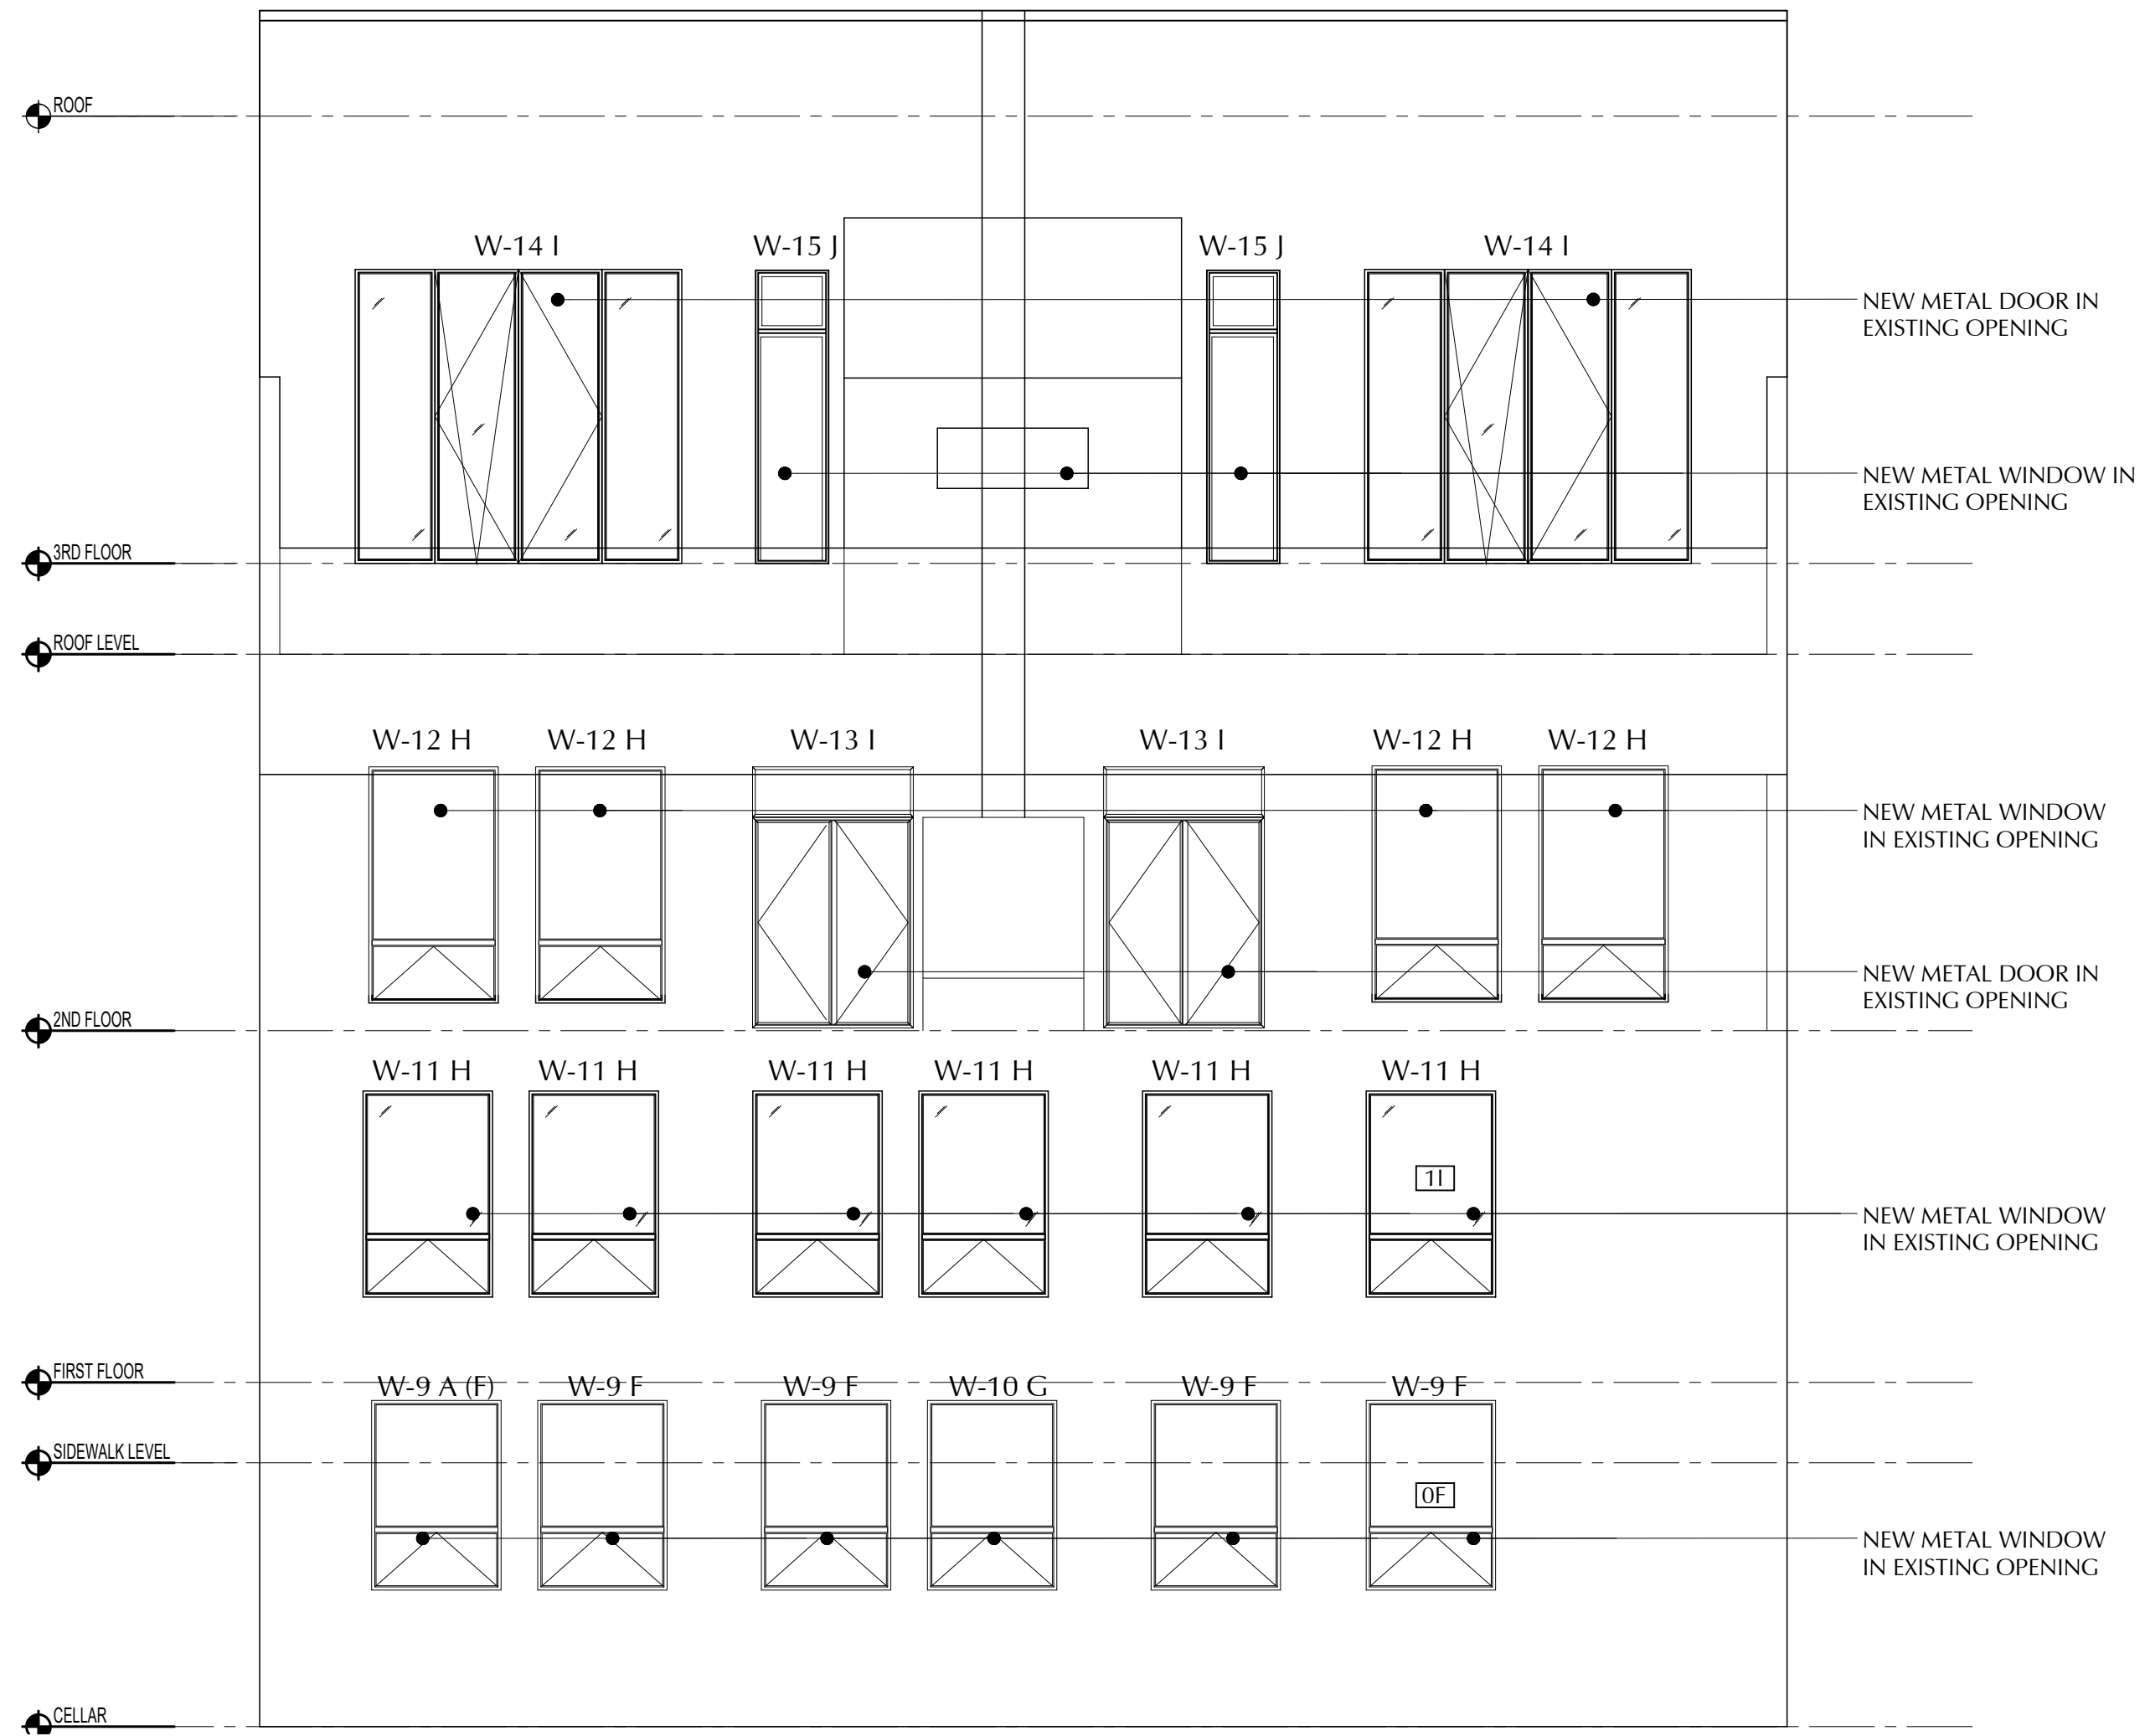 ROOF
W-14 I
W-15 J
W-15 J
W-14 I
NEW METAL DOOR IN
EXISTING OPENING
NEW METAL WINDOW IN
EXISTING OPENING
3RD FLOOR
ROOF LEVEL
W-12 H
W-12 H
W-13 I
W-13 I
W-12 H
W-12 H
NEW METAL WINDOW
IN EXISTING OPENING
NEW METAL DOOR IN
EXISTING OPENING
2ND FLOOR
W-11 H
W-11 H
W-11 H
W-11 H
W-11 H
W-11 H
1I
NEW METAL WINDOW
IN EXISTING OPENING
FIRST FLOOR
W-9 A (F)
W-9 F
W-9 F
W-10 G
W-9 F
W-9 F
SIDEWALK LEVEL
0F
NEW METAL WINDOW
IN EXISTING OPENING
CELLAR